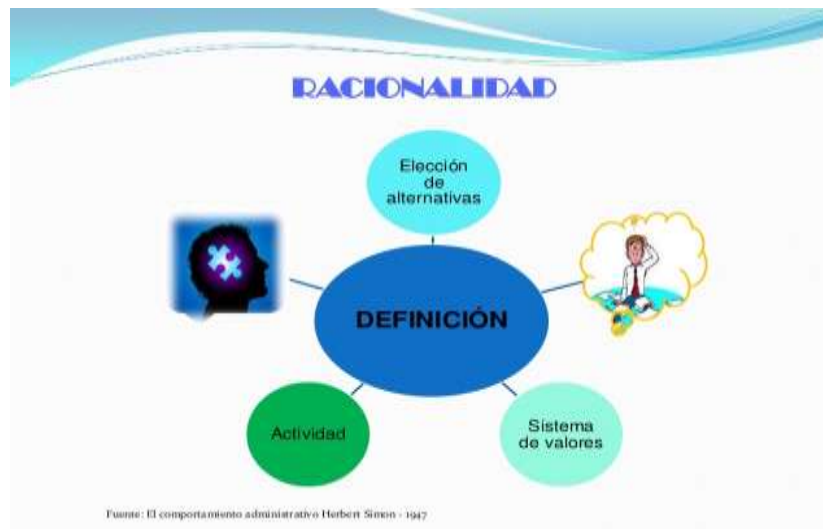 RACIONALIDAD
Elección
de
alternativas
DEFINICIÓN
Actividad
Sistema
de valores
Fuente: El comportamiento administrativo Herbert Simon - 1947